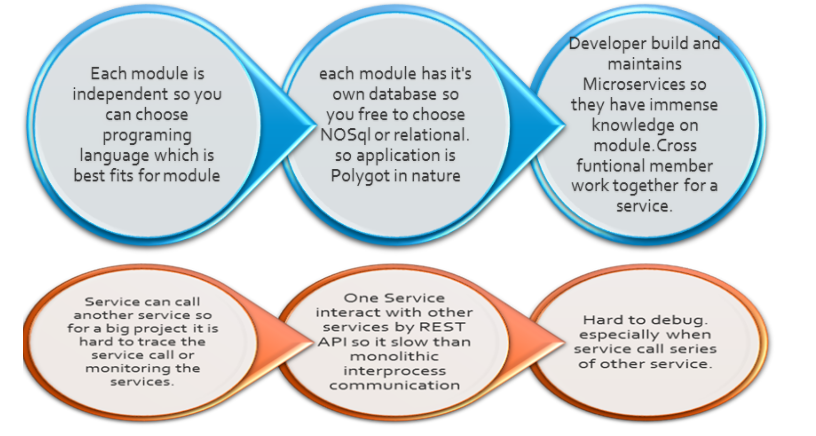 Each module is
independent so you
can choose
programing
language which is
best fits for module
each module has it's
own database so
you free to choose
NOSql or relational.
so application is
Polygot in nature
Developer build and
maintains
Microservices so
they have immense
knowledge on
module.Cross
funtional member
work together for a
service.
Service can call
another service so
for a big project it is
hard to trace the
service call or
monitoring the
services.
One Service
interact with other
services by REST
API so it slow than
monolithic
interprocess
communication
Hard to debug.
especially when
service call series
of other service.